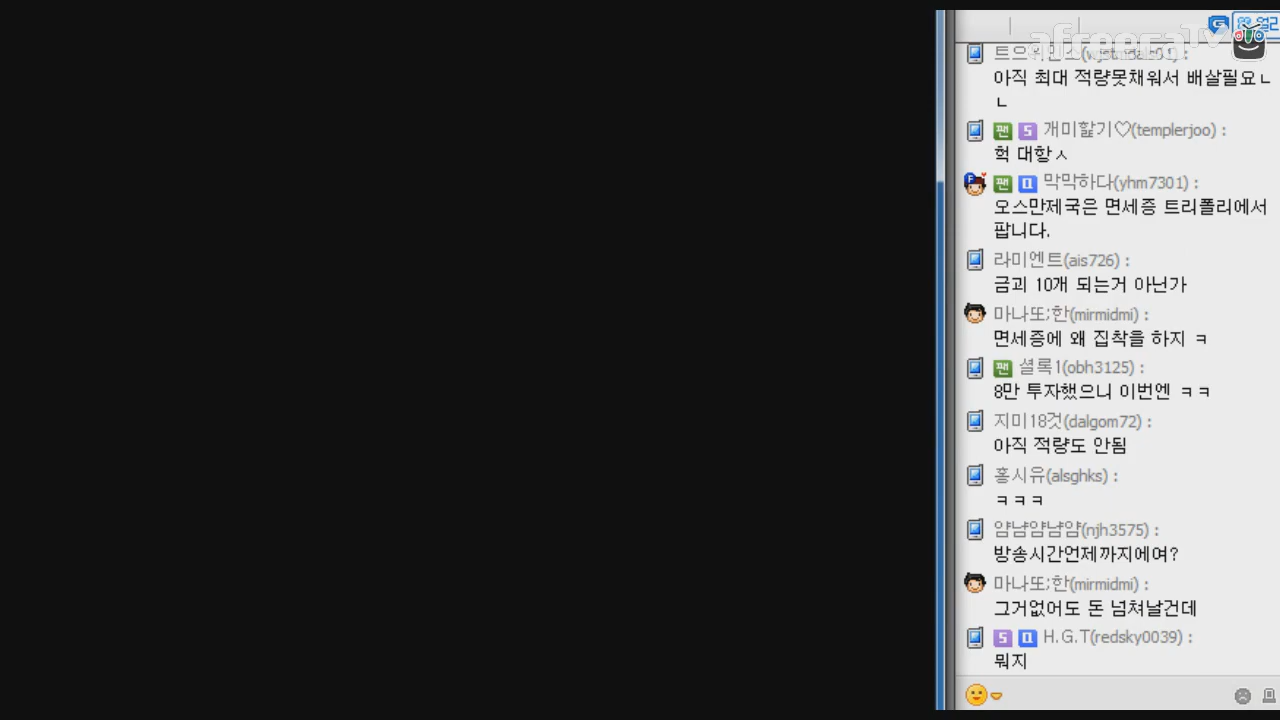 afreecaTV
아직 최대 적량못채워서 배살필요ㄴ
ㄴ
팬 S 개미핥기♡(templerjoo) :
헉 대항ㅅ
팬 막막하다(yhm7301) :
오스만제국은 면세증 트리폴리에서
팝니다.
라미엔트(ais726) :
금괴 10개 되는거 아닌가
마나또;한(mirmidmi) :
면세증에 왜 집착을 하지 ㅋ
팬 셜록1(obh3125) :
8만 투자했으니 이번엔 ㅋㅋ
지미18것(dalgom72) :
아직 적량도 안됨
홍시유(alsghks) :
ㅋㅋㅋ
얌냠얌냠얌(njh3575) :
방송시간언제까지에여?
마나또;한(mirmidmi) :
그거없어도 돈 넘쳐날건데
S H.G.T(redsky0039) :
뭐지